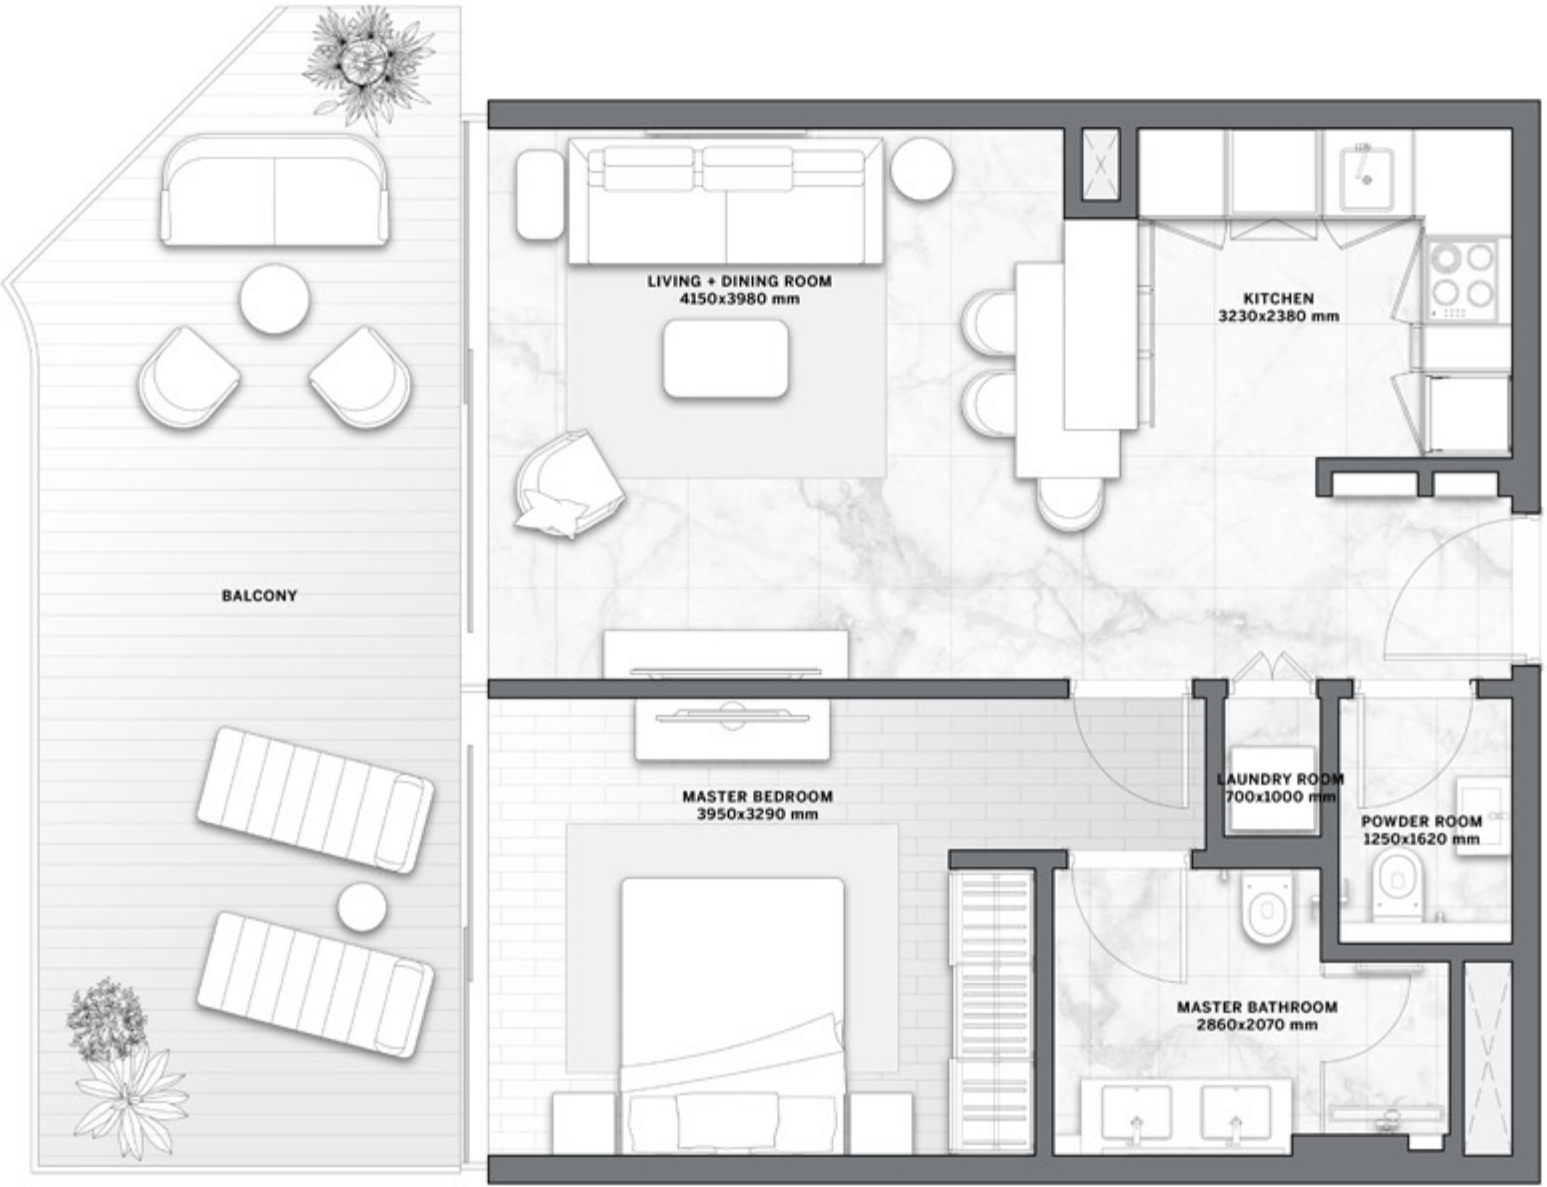 LIVING + DINING ROOM
4150x3980 mm
KITCHEN
3230x2380 mm
BALCONY
MASTER BEDROOM
3950x3290 mm
LAUNDRY ROOM
700x1000 mm
POWDER ROOM
1250x1620 mm
MASTER BATHROOM
2860x2070 mm